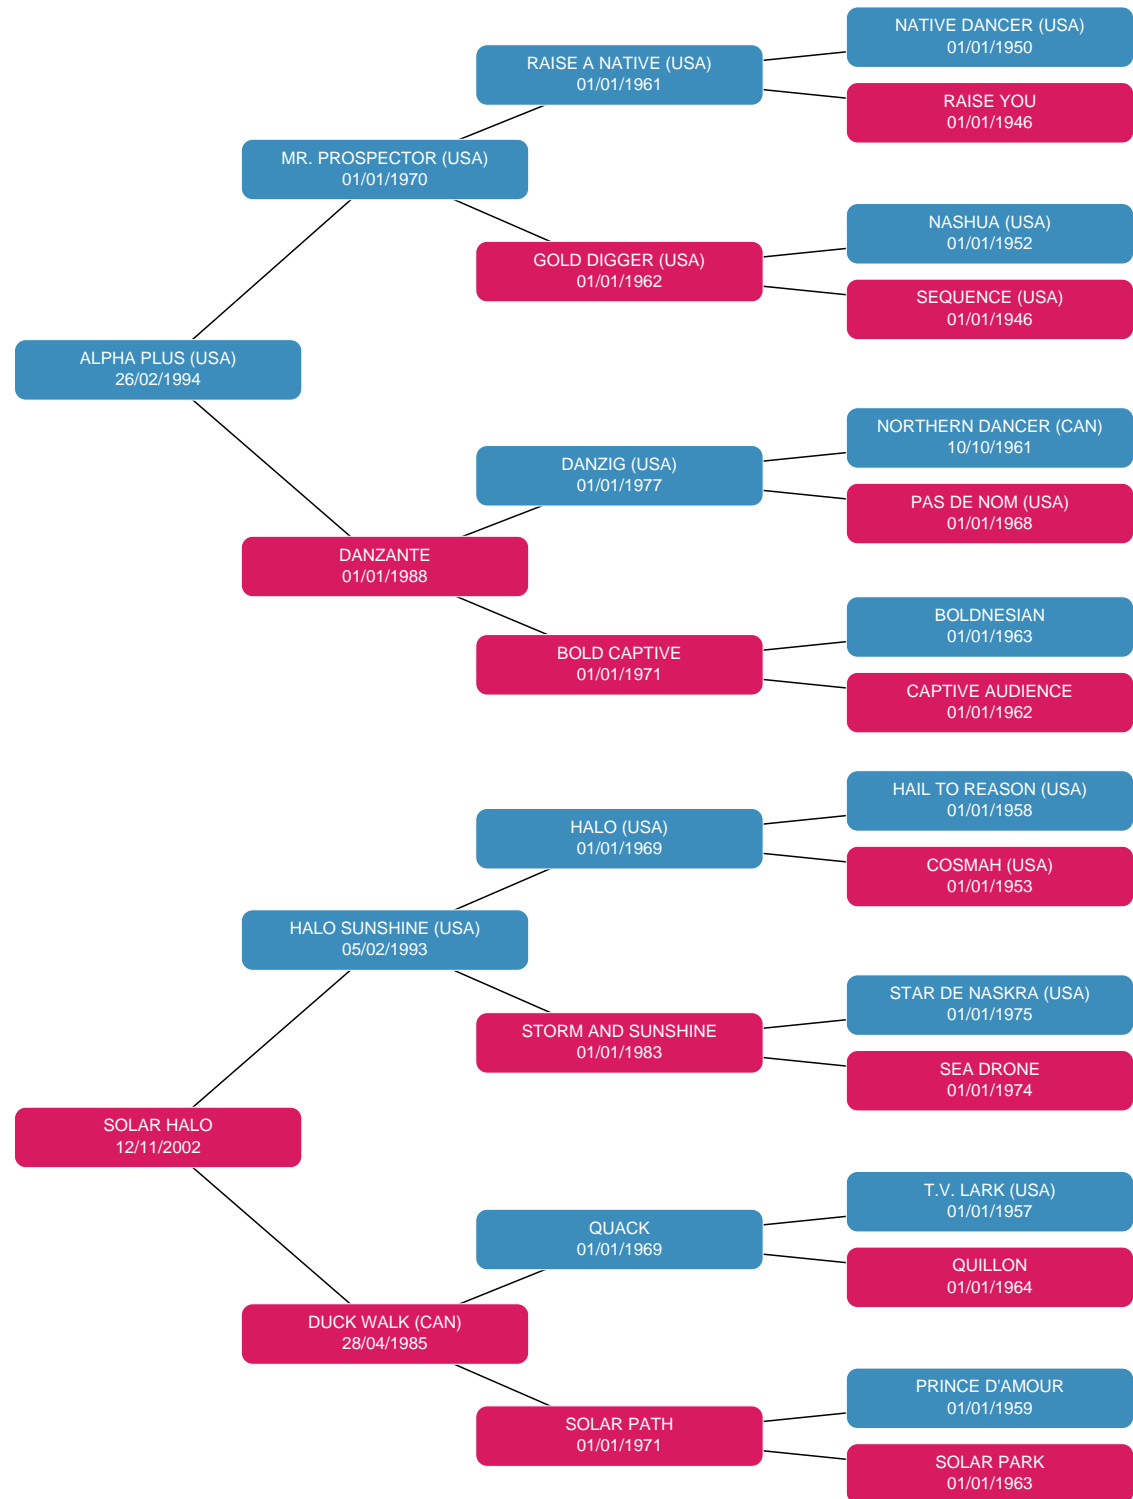 NATIVE DANCER (USA)
01/01/1950
RAISE A NATIVE (USA)
01/01/1961
RAISE YOU
01/01/1946
MR. PROSPECTOR (USA)
01/01/1970
NASHUA (USA)
01/01/1952
GOLD DIGGER (USA)
01/01/1962
SEQUENCE (USA)
01/01/1946
ALPHA PLUS (USA)
26/02/1994
NORTHERN DANCER (CAN)
10/10/1961
DANZIG (USA)
01/01/1977
PAS DE NOM (USA)
01/01/1968
DANZANTE
01/01/1988
BOLDNESIAN
01/01/1963
BOLD CAPTIVE
01/01/1971
CAPTIVE AUDIENCE
01/01/1962
HAIL TO REASON (USA)
01/01/1958
HALO (USA)
01/01/1969
COSMAH (USA)
01/01/1953
HALO SUNSHINE (USA)
05/02/1993
STAR DE NASKRA (USA)
01/01/1975
STORM AND SUNSHINE
01/01/1983
SEA DRONE
01/01/1974
SOLAR HALO
12/11/2002
T.V. LARK (USA)
01/01/1957
QUACK
01/01/1969
QUILLON
01/01/1964
DUCK WALK (CAN)
28/04/1985
PRINCE D'AMOUR
01/01/1959
SOLAR PATH
01/01/1971
SOLAR PARK
01/01/1963